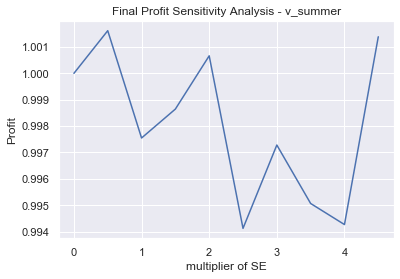 Final Profit Sensitivity Analysis - v_summer
1.001
1.000
0.999
0.998
0.997
0.996
0.995
0.994
Profit
0 1 2 3 4
multiplier of SE